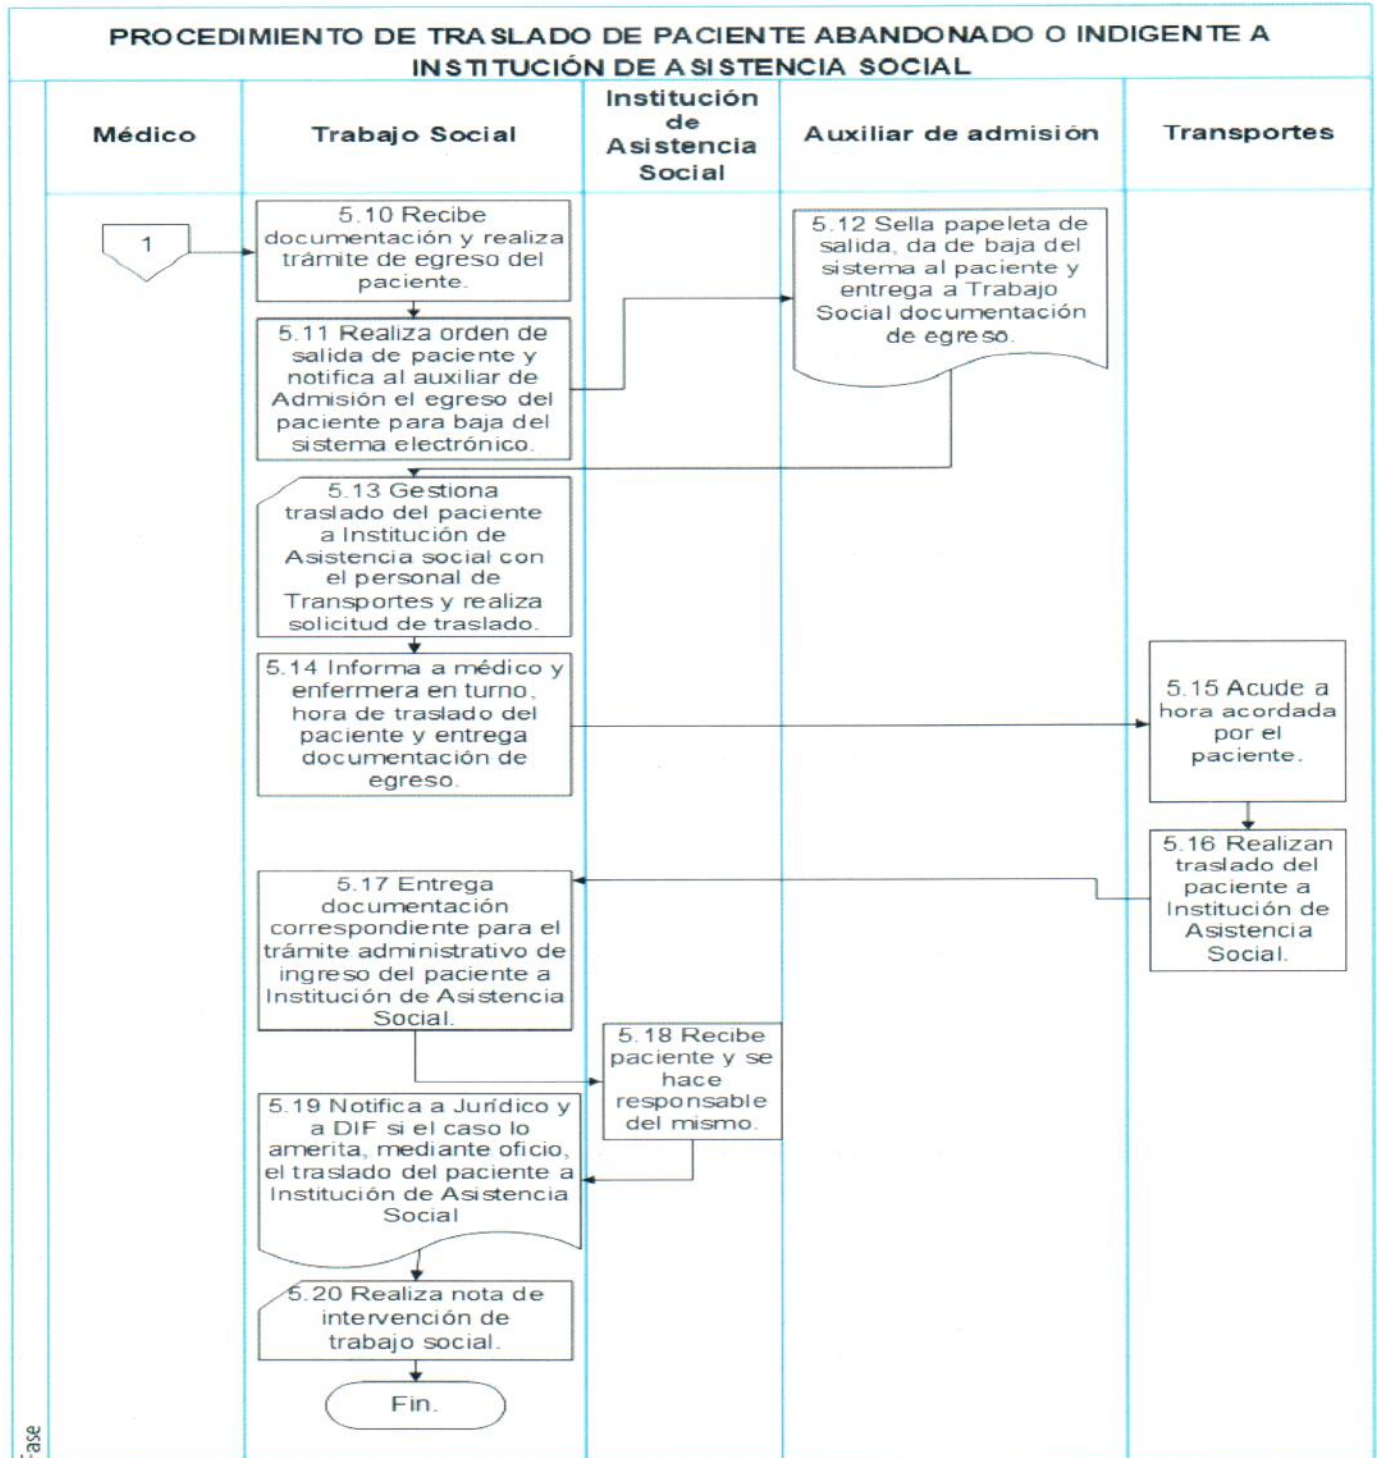 PROCEDIMIENTO DE TRASLADO DE PACIENTE ABANDONADO O INDIGENTE A
INSTITUCIÓN DE ASISTENCIA SOCIAL
Médico
Trabajo Social
Institución
de
Asistencia
Social
Auxiliar de admisión
Transportes
1
5.10 Recibe
documentación y realiza
trámite de egreso del
paciente.
5.11 Realiza orden de
salida de paciente y
notifica al auxiliar de
Admisión el egreso del
paciente para baja del
sistema electrónico.
5.12 Sella papeleta de
salida, da de baja del
sistema al paciente y
entrega a Trabajo
Social documentación
de egreso.
5.13 Gestiona
traslado del paciente
a Institución de
Asistencia social con
el personal de
Transportes y realiza
solicitud de traslado.
5.14 Informa a médico y
enfermera en turno,
hora de traslado del
paciente y entrega
documentación de
egreso.
5.15 Acude a
hora acordada
por el
paciente.
5.16 Realizan
traslado del
paciente a
Institución de
Asistencia
Social.
5.17 Entrega
documentación
correspondiente para el
trámite administrativo de
ingreso del paciente a
Institución de Asistencia
Social.
5.18 Recibe
paciente y se
hace
responsable
del mismo.
5.19 Notifica a Jurídico y
a DIF si el caso lo
amerita, mediante oficio,
el traslado del paciente a
Institución de Asistencia
Social
5.20 Realiza nota de
intervención de
trabajo social.
Fin.
Fase